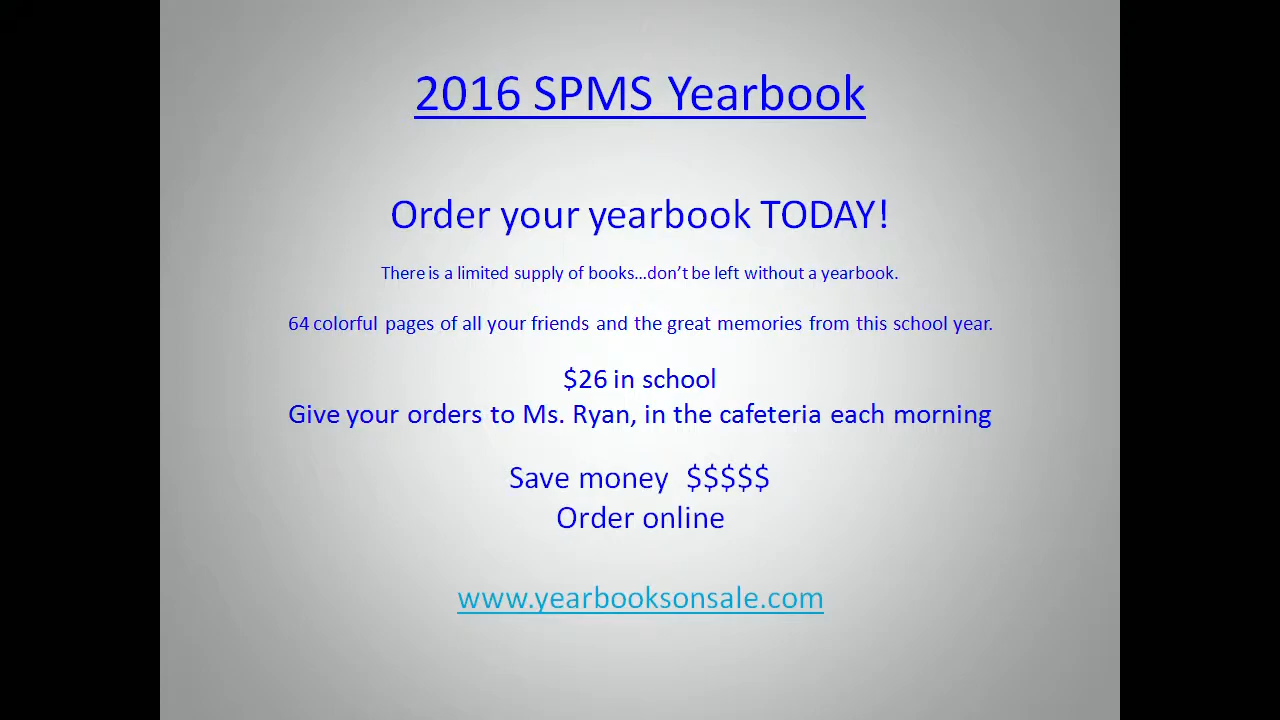 2016 SPMS Yearbook
Order your yearbook TODAY!
There is a limited supply of books…don’t be left without a yearbook.
64 colorful pages of all your friends and the great memories from this school year.
$26 in school
Give your orders to Ms. Ryan, in the cafeteria each morning
Save money  $$$$$
Order online
www.yearbooksonsale.com